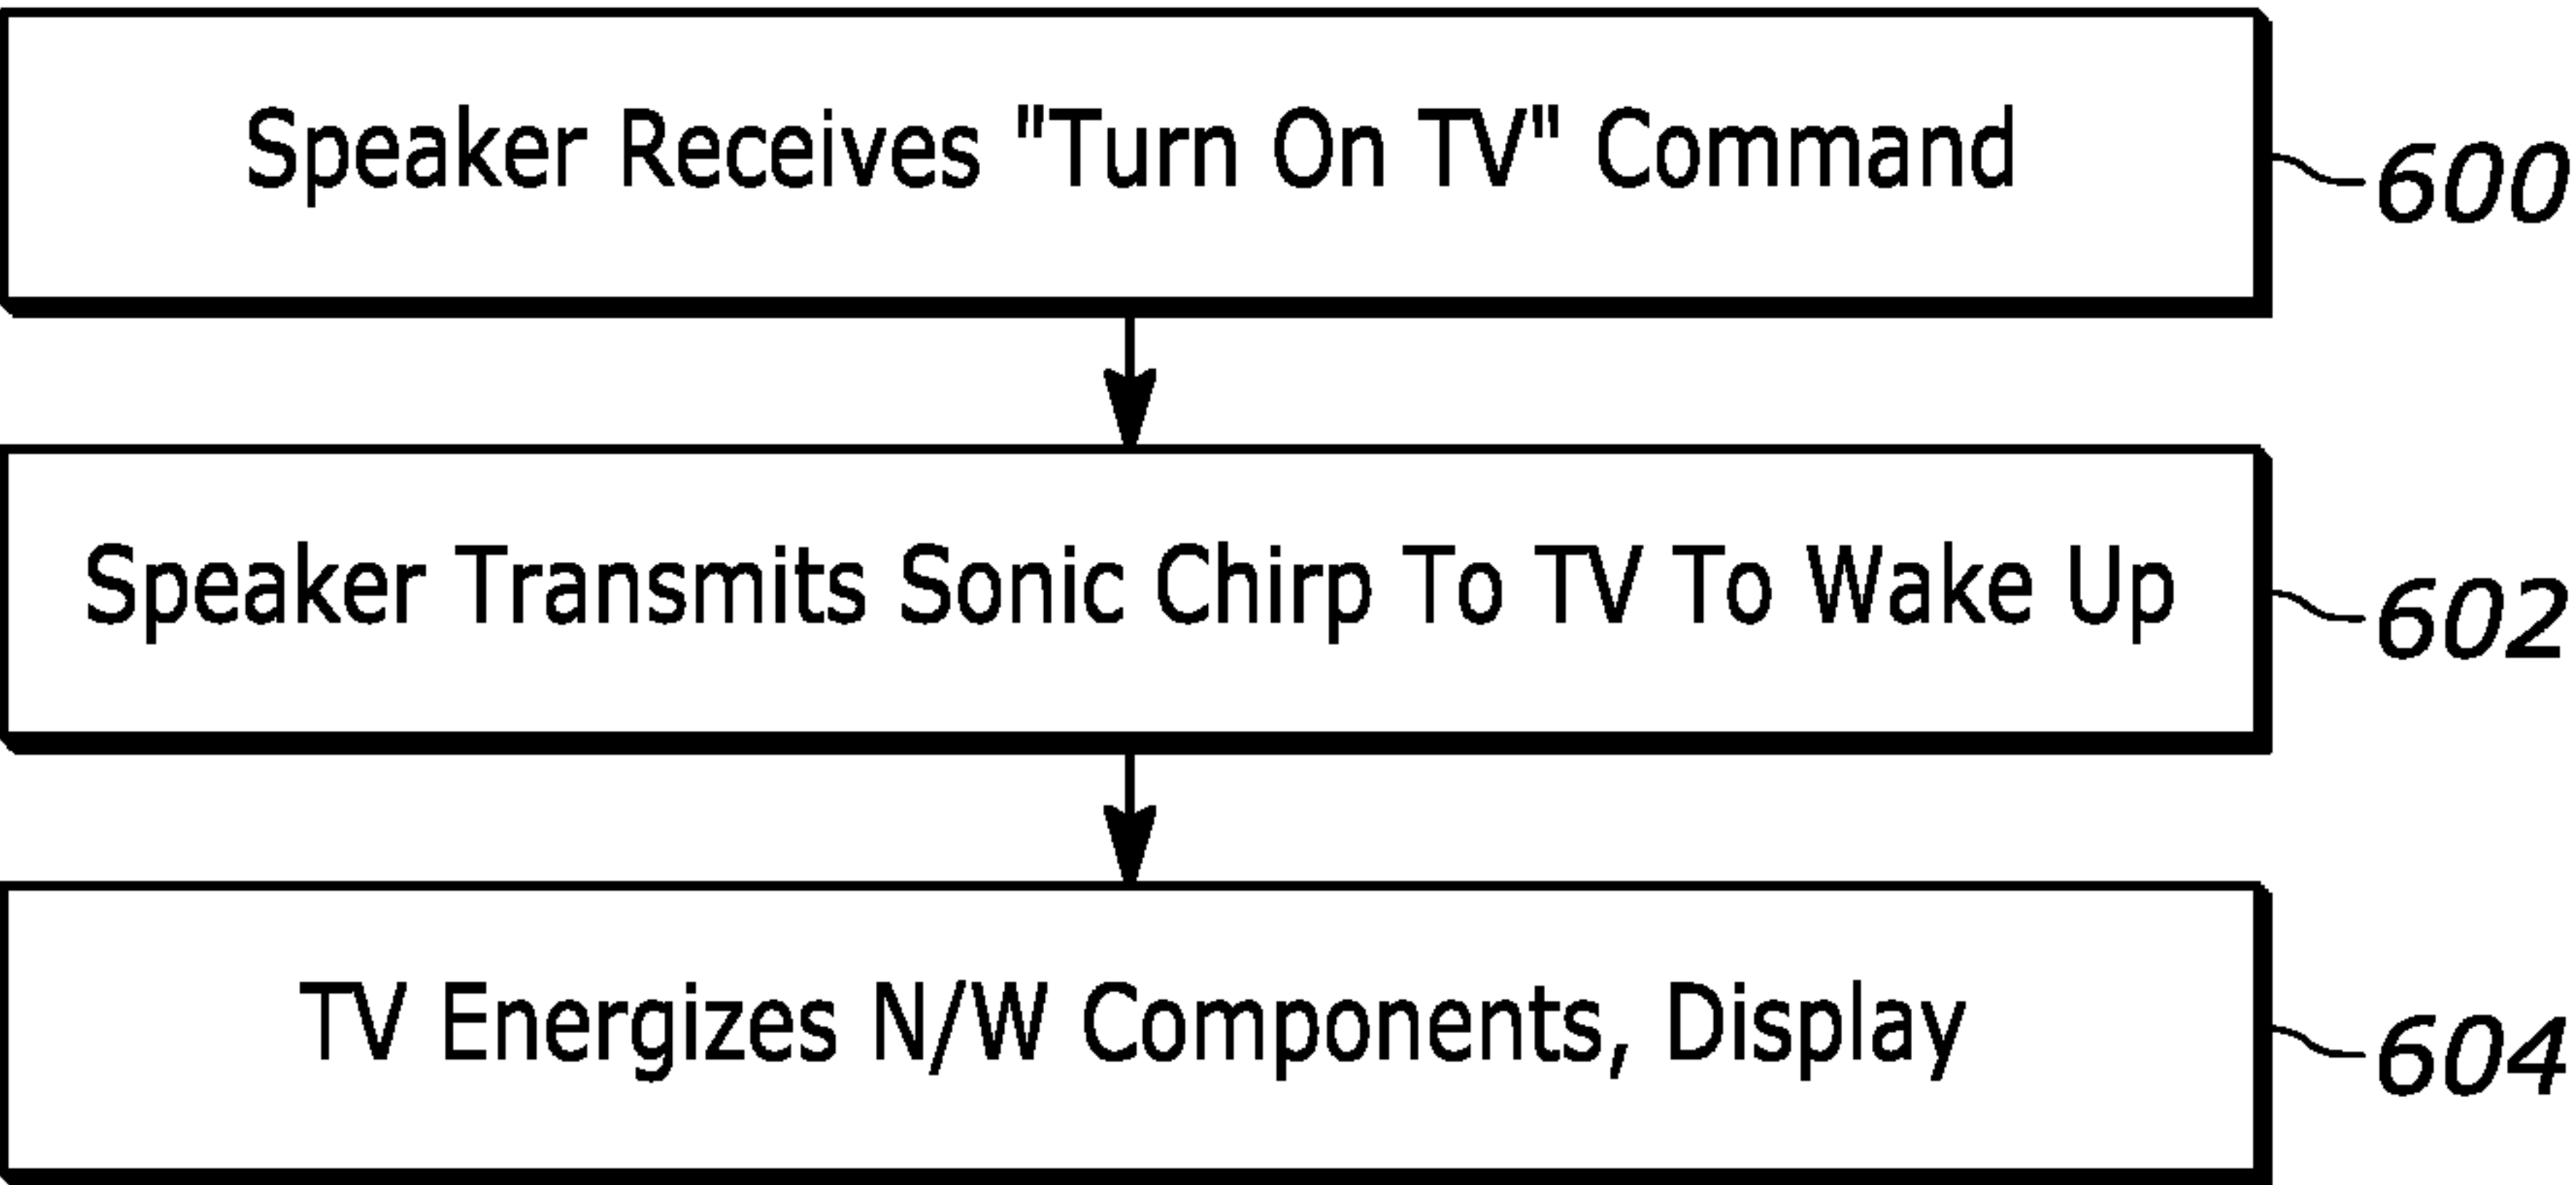 Speaker Receives "Turn On TV" Command
600
Speaker Transmits Sonic Chirp To TV To Wake Up
602
TV Energizes N/W Components, Display
604